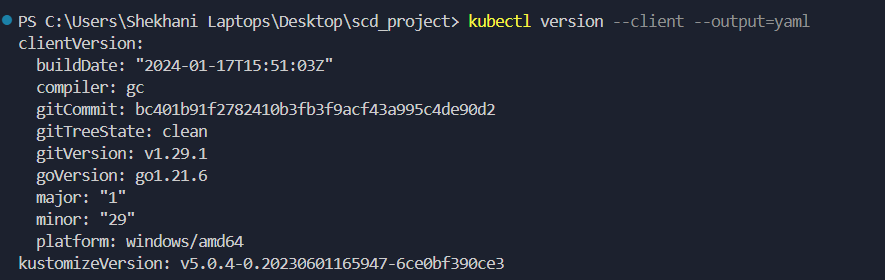 PS C:\Users\Shekhani Laptops\Desktop\scd_project> kubectl version --client --output=yaml
clientVersion:
  buildDate: "2024-01-17T15:51:03Z"
  compiler: gc
  gitCommit: bc401b91f2782410b3fb3f9acf43a995c4de90d2
  gitTreeState: clean
  gitVersion: v1.29.1
  goVersion: go1.21.6
  major: "1"
  minor: "29"
  platform: windows/amd64
kustomizeVersion: v5.0.4-0.20230601165947-6ce0bf390ce3